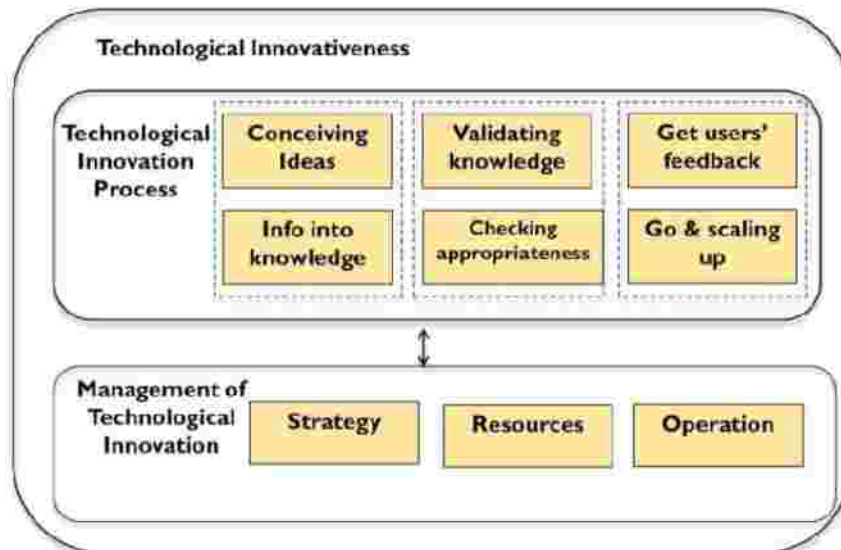 Technological Innovativeness
Technological
Innovation
Process
Conceiving
Ideas
Validating
knowledge
Get users'
feedback
Info into
knowledge
Checking
appropriateness
Go & scaling
up
Management of
Technological
Innovation
Strategy
Resources
Operation